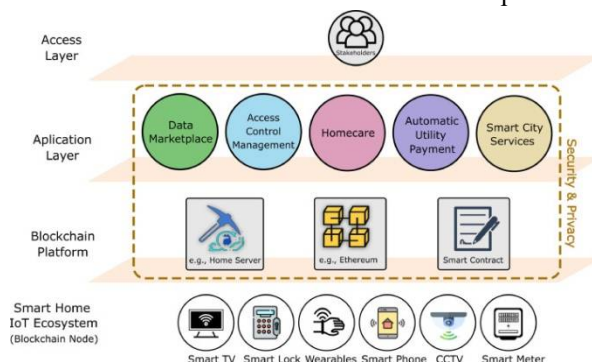 Access
Layer
Stakeholders
Aplication
Layer
Data
Marketplace
Access
Control
Management
Homecare
Automatic
Utility
Payment
Smart City
Services
Security & Privacy
Blockchain
Platform
e.g., Home Server
e.g., Ethereum
Smart Contract
Smart Home
IoT Ecosystem
(Blockchain Node)
Smart TV
Smart Lock
Wearables
Smart Phone
CCTV
Smart Meter